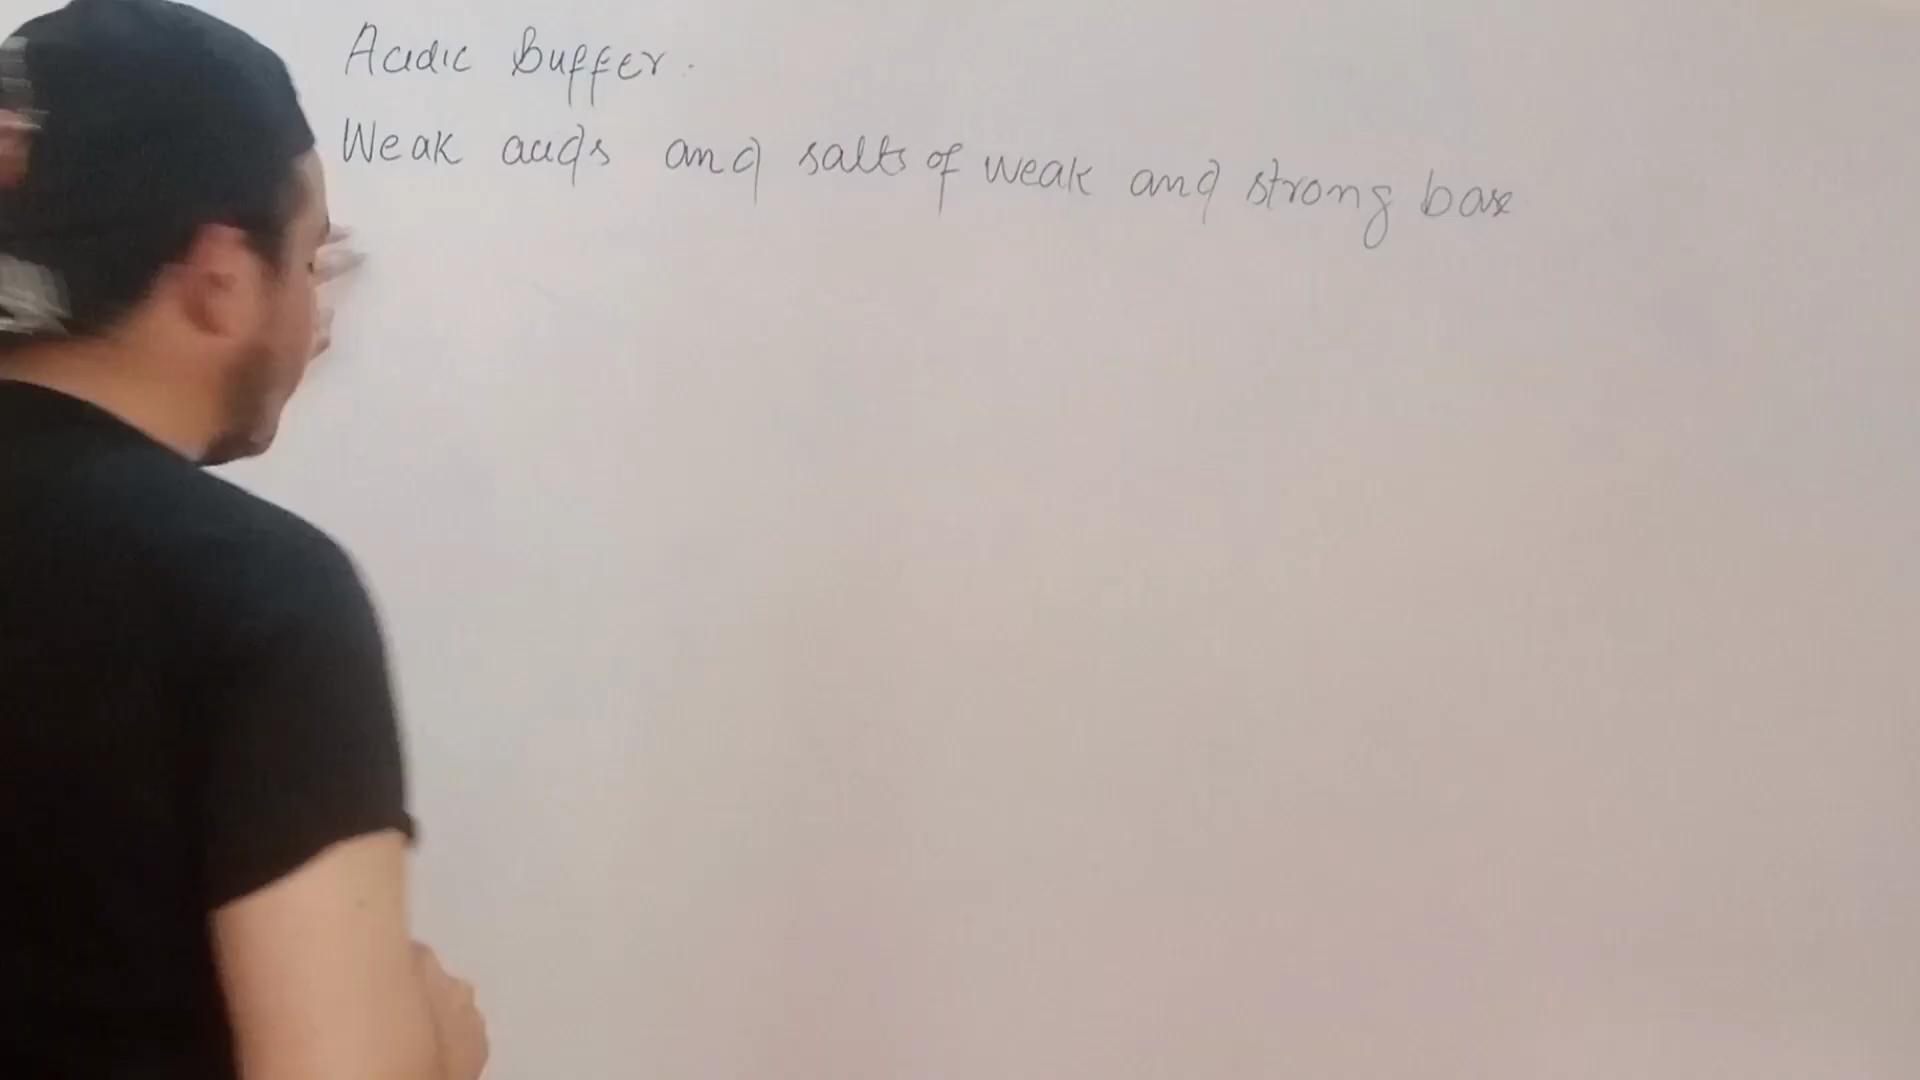 Acidic Buffer.
Weak acids and salts of weak and strong base